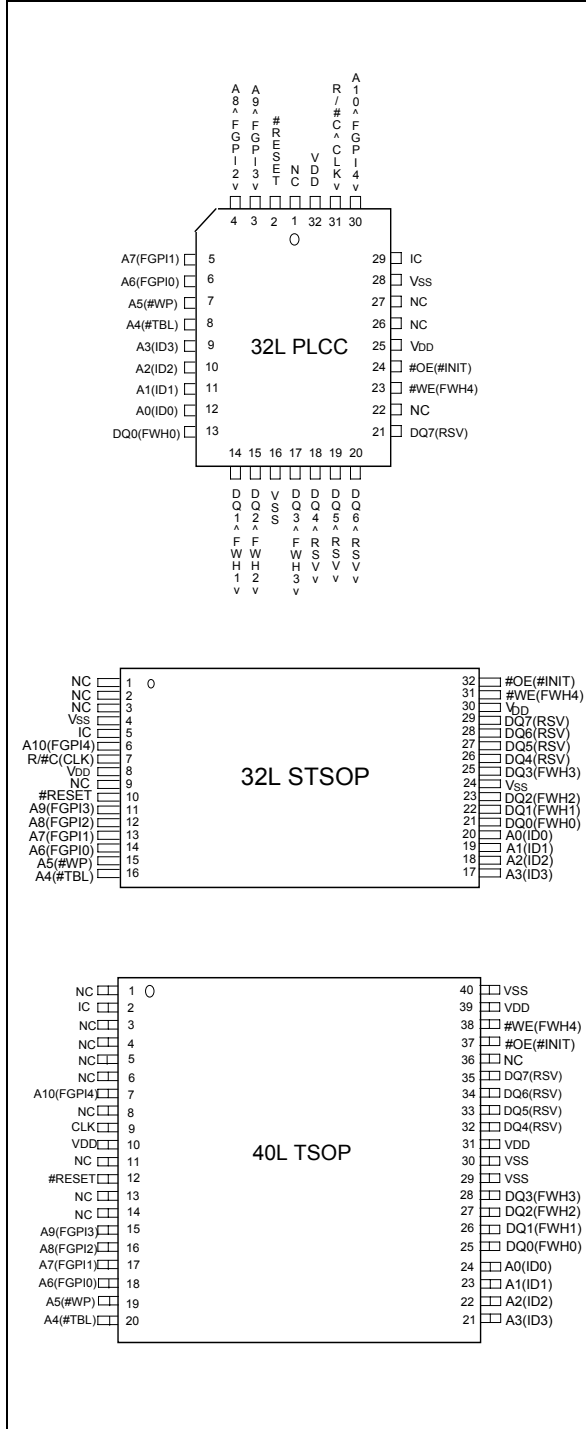 A8^FGPI2v
A9^FGPI3v
#RESET
NC
VDD
R/#C^CLKv
A10^FGPI4v
4 3 2 1 32 31 30
A7(FGPI1) 5
A6(FGPI0) 6
A5(#WP) 7
A4(#TBL) 8
A3(ID3) 9
A2(ID2) 10
A1(ID1) 11
A0(ID0) 12
DQ0(FWH0) 13
32L PLCC
29 IC
28 VSS
27 NC
26 NC
25 VDD
24 #OE(#INIT)
23 #WE(FWH4)
22 NC
21 DQ7(RSV)
14 15 16 17 18 19 20
DQ1^FWH1v
DQ2^FWH2v
VSS
DQ3^FWH3v
DQ4^RSVv
DQ5^RSVv
DQ6^RSVv
NC 1
NC 2
NC 3
VSS 4
IC 5
A10(FGPI4) 6
R/#C(CLK) 7
VDD 8
NC 9
#RESET 10
A9(FGPI3) 11
A8(FGPI2) 12
A7(FGPI1) 13
A6(FGPI0) 14
A5(#WP) 15
A4(#TBL) 16
32L STSOP
32 #OE(#INIT)
31 #WE(FWH4)
30 VDD
29 DQ7(RSV)
28 DQ6(RSV)
27 DQ5(RSV)
26 DQ4(RSV)
25 DQ3(FWH3)
24 VSS
23 DQ2(FWH2)
22 DQ1(FWH1)
21 DQ0(FWH0)
20 A0(ID0)
19 A1(ID1)
18 A2(ID2)
17 A3(ID3)
NC 1
IC 2
NC 3
NC 4
NC 5
NC 6
A10(FGPI4) 7
NC 8
CLK 9
VDD 10
NC 11
#RESET 12
NC 13
NC 14
A9(FGPI3) 15
A8(FGPI2) 16
A7(FGPI1) 17
A6(FGPI0) 18
A5(#WP) 19
A4(#TBL) 20
40L TSOP
40 VSS
39 VDD
38 #WE(FWH4)
37 #OE(#INIT)
36 NC
35 DQ7(RSV)
34 DQ6(RSV)
33 DQ5(RSV)
32 DQ4(RSV)
31 VDD
30 VSS
29 VSS
28 DQ3(FWH3)
27 DQ2(FWH2)
26 DQ1(FWH1)
25 DQ0(FWH0)
24 A0(ID0)
23 A1(ID1)
22 A2(ID2)
21 A3(ID3)